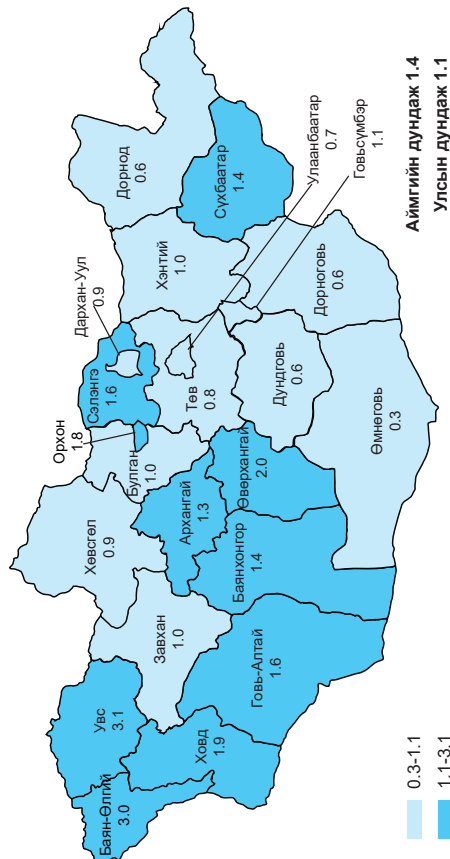 Баян-Өлгий
3.0
Увс
3.1
Ховд
1.9
Завхан
1.0
Говь-Алтай
1.6
Хөвсгөл
0.9
Баянхонгор
1.4
Архангай
1.3
Орхон
1.8
Булган
1.0
Өвөрхангай
2.0
Сэлэнгэ
1.6
Дархан-Уул
0.9
Төв
0.8
Дундговь
0.6
Өмнөговь
0.3
Хэнтий
1.0
Дорноговь
0.6
Дорнод
0.6
Сүхбаатар
1.4
Улаанбаатар
0.7
Говьсүмбэр
1.1
0.3-1.1
1.1-3.1
Аймгийн дундаж 1.4
Улсын дундаж 1.1